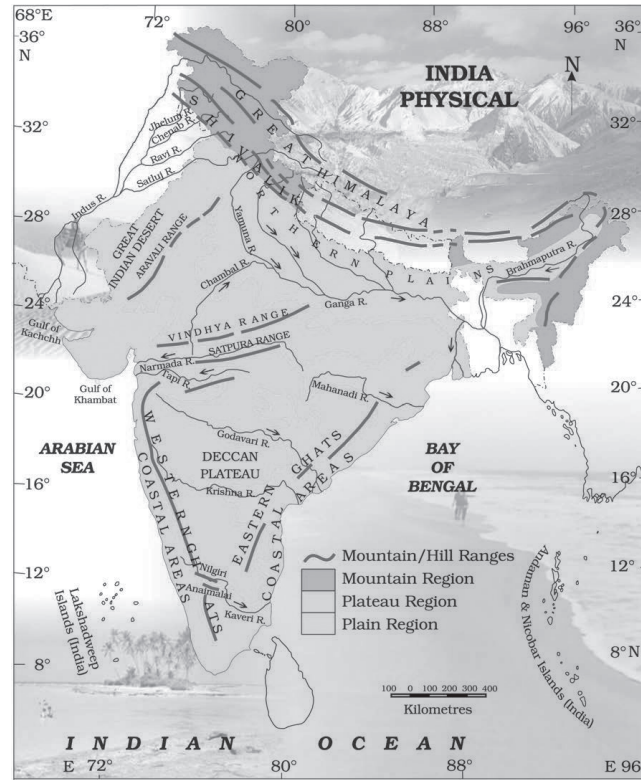 68°E
72°
80°
88°
96°
36°
N
36°
N
N
INDIA
PHYSICAL
32°
32°
28°
28°
24°
24°
20°
20°
16°
16°
12°
12°
8°
8°N
Jhelum R.
Chenab R.
Ravi R.
Satluj R.
Indus R.
GREAT HIMALAYA
SHAVALIK
NORTHERN PLAINS
GREAT
INDIAN DESERT
ARAVALI RANGE
Yamuna R.
Chambal R.
Ganga R.
Brahmaputra R.
Gulf of
Kachchh
VINDHYA RANGE
SATPURA RANGE
Narmada R.
Tapi R.
Gulf of
Khambat
Mahanadi R.
Godavari R.
DECCAN
PLATEAU
Krishna R.
ARABIAN
SEA
BAY
OF
BENGAL
WESTERN GHATS
COASTAL AREAS
EASTERN GHATS
COASTAL AREAS
Nilgiri
Anaimalai
Kaveri R.
Lakshadweep
Islands (India)
Andaman & Nicobar Islands (India)
Mountain/Hill Ranges
Mountain Region
Plateau Region
Plain Region
100 0 100 200 300 400
Kilometres
INDIAN OCEAN
E 72°
80°
88°
E 96